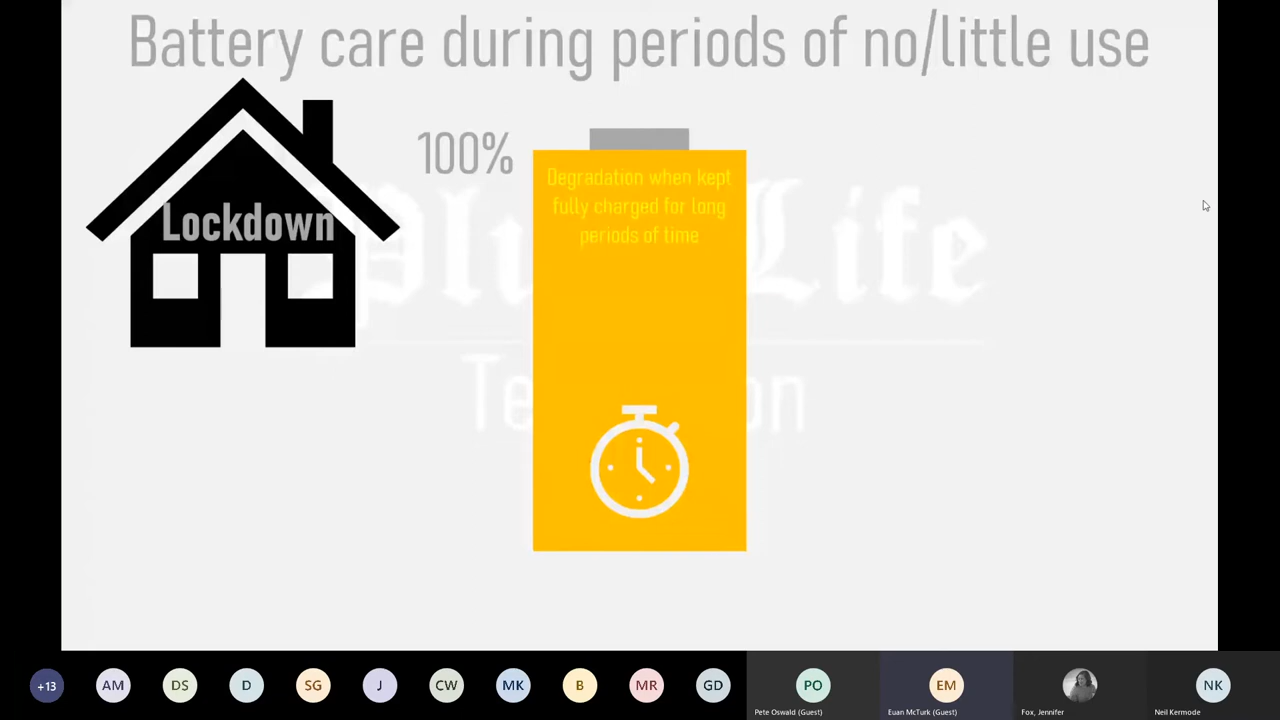 Battery care during periods of no/little use
Lockdown
100%
Degradation when kept
fully charged for long
periods of time
Life
+13
AM
DS
D
SG
J
CW
MK
B
MR
GD
PO
EM
NK
Pete Oswald (Guest)
Euan McTurk (Guest)
Fox, Jennifer
Neil Kermode